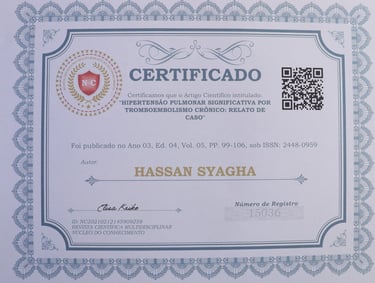 NC
CERTIFICADO
Certificamos que o Artigo Científico intitulado:
"HIPERTENSÃO PULMONAR SIGNIFICATIVA POR
TROMBOEMBOLISMO CRÔNICO: RELATO DE
CASO"
Foi publicado no Ano 03, Ed. 04, Vol. 05, PP. 99-106, sob ISSN: 2448-0959
Autor:
HASSAN SYAGHA
Número de Registro
15036
REVISTA CIENTÍFICA MULTIDISCIPLINAR
NÚCLEO DO CONHECIMENTO